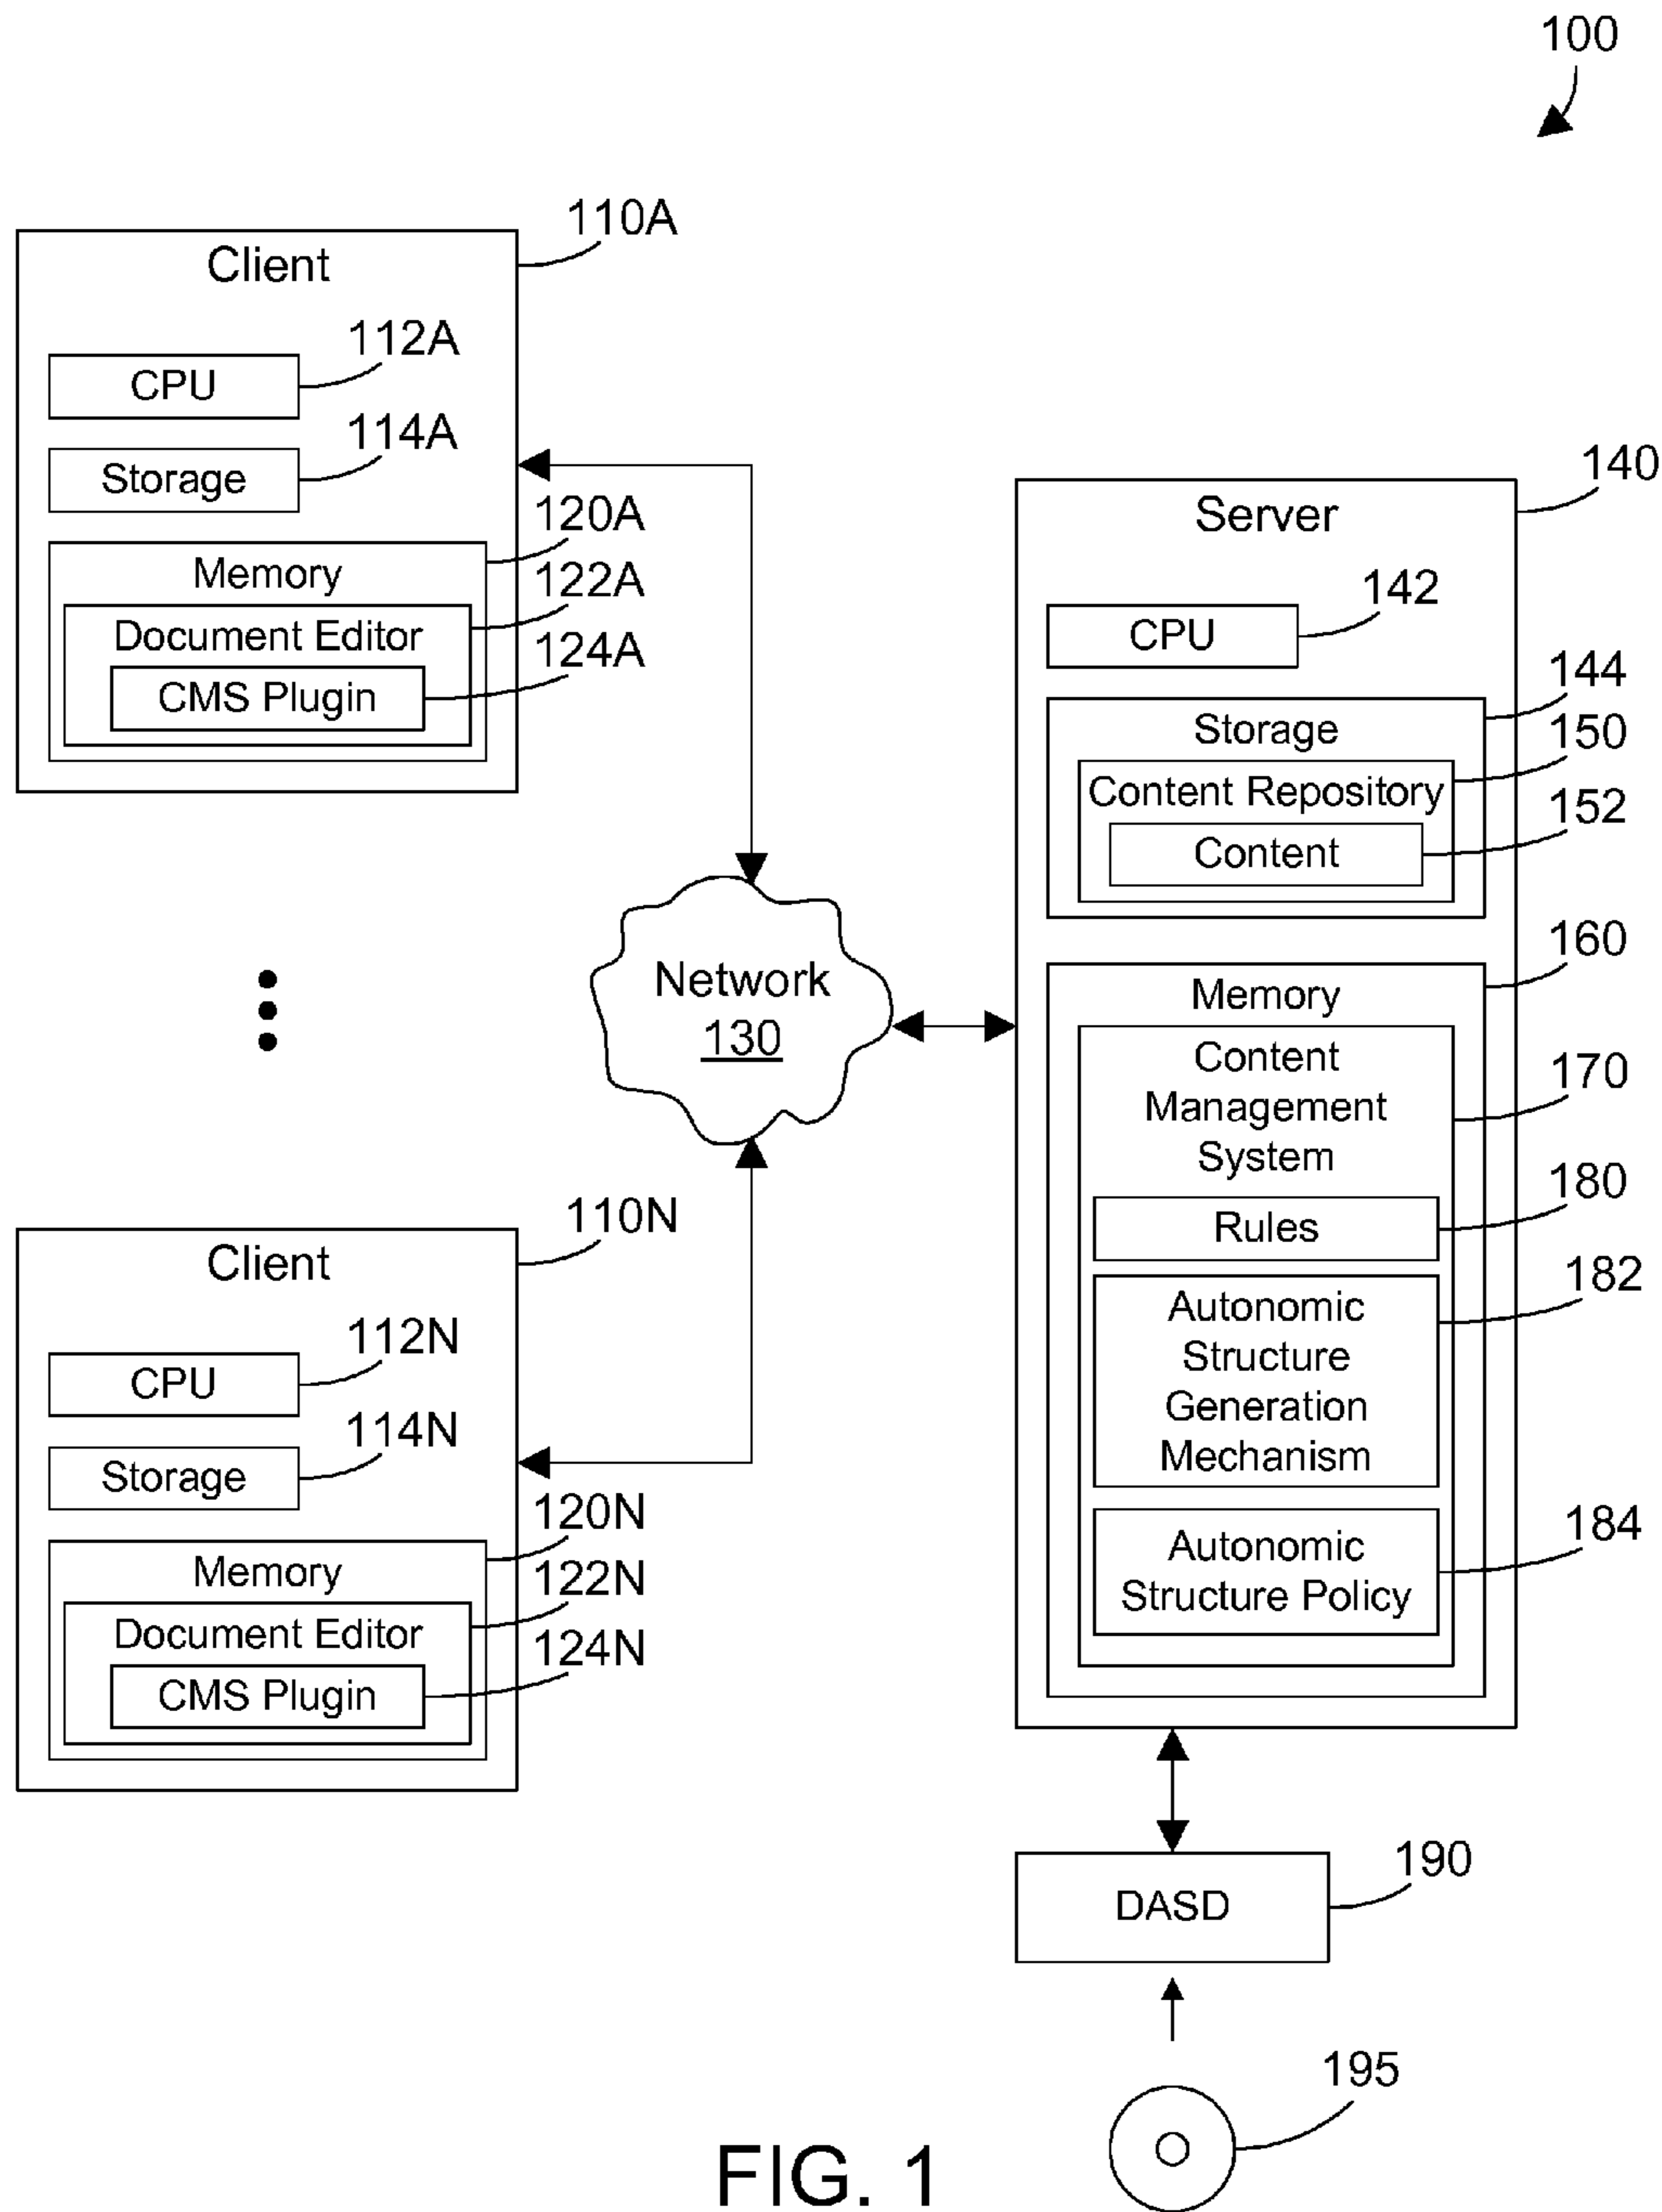 100
110A
Client
112A
CPU
114A
Storage
120A
Memory
122A
Document Editor
124A
CMS Plugin
Network
130
110N
Client
112N
CPU
114N
Storage
120N
Memory
122N
Document Editor
124N
CMS Plugin
140
Server
142
CPU
144
Storage
150
Content Repository
152
Content
160
Memory
170
Content
Management
System
180
Rules
182
Autonomic
Structure
Generation
Mechanism
184
Autonomic
Structure Policy
190
DASD
195
FIG. 1